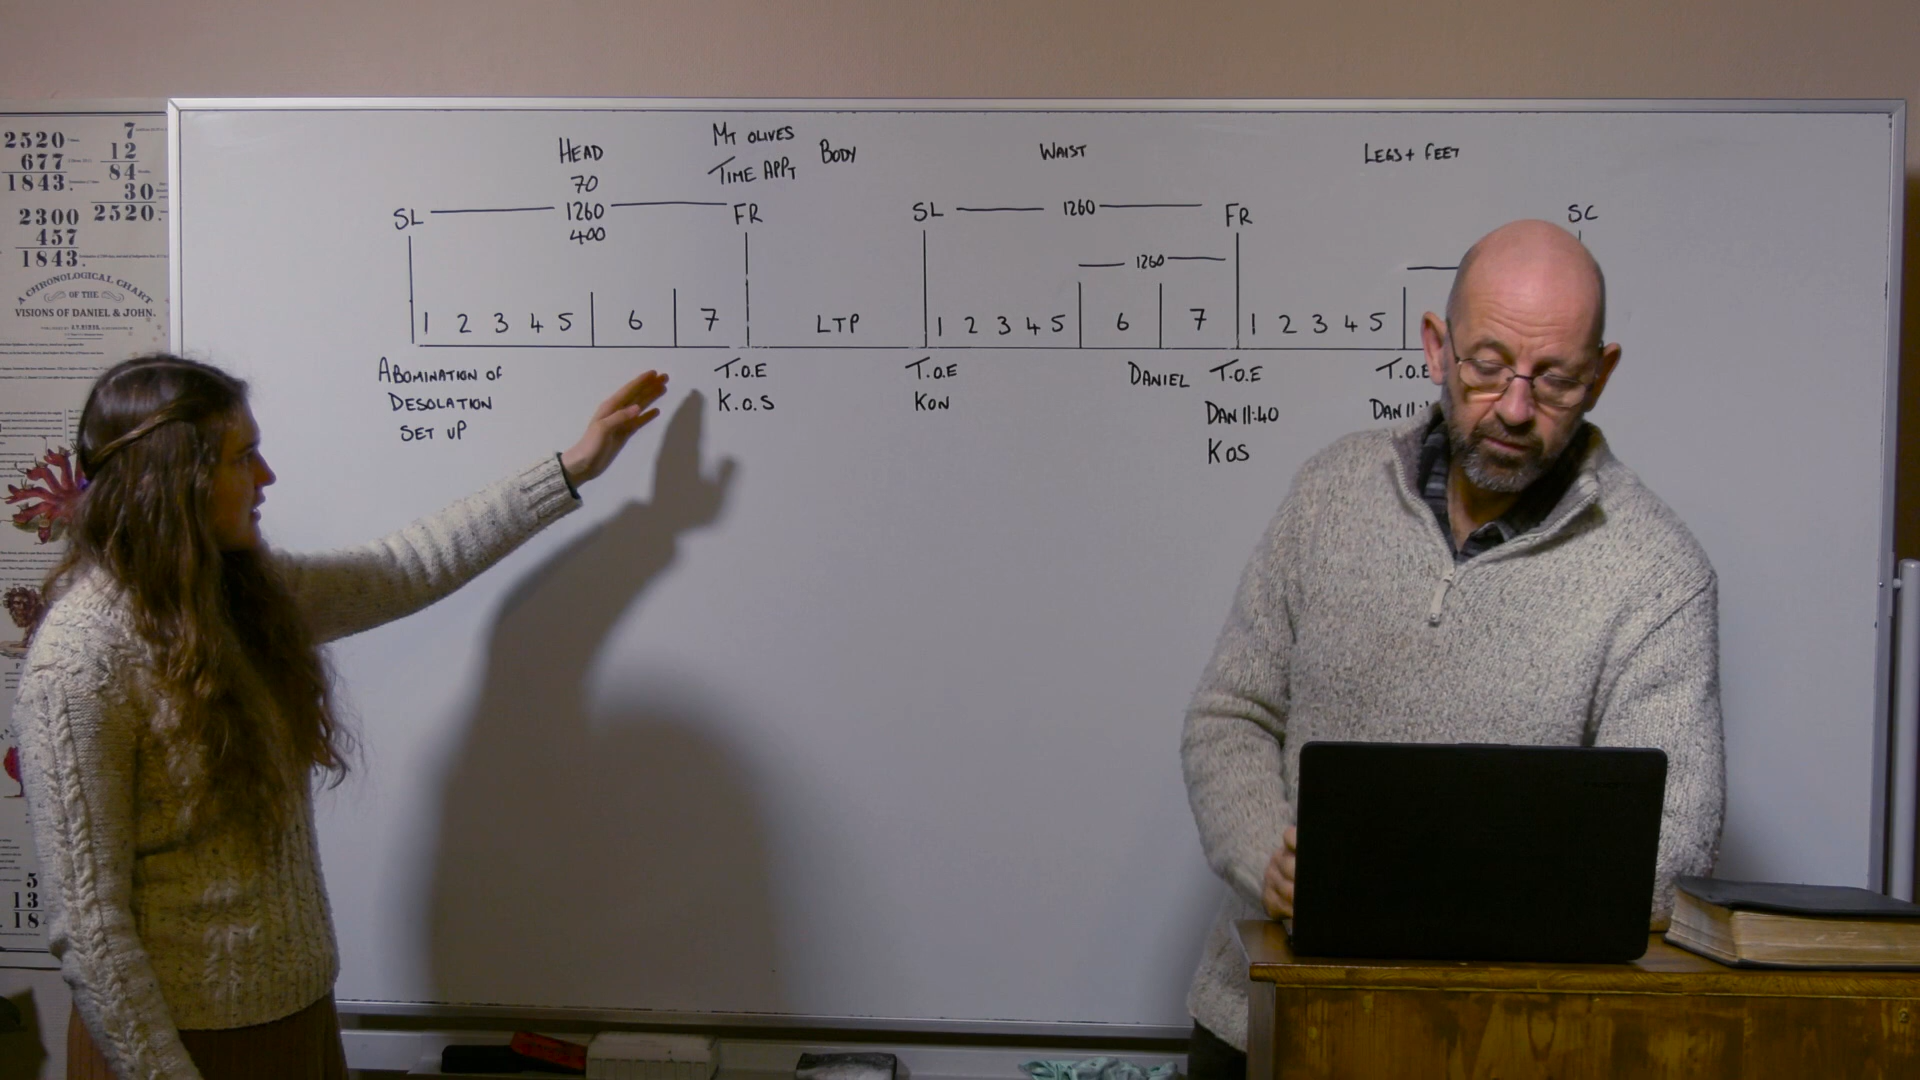 HEAD
MT OLIVES
TIME APPT
BODY
WAIST
LEGS + FEET
70
SL 1260 FR SL 1260 FR SC
400
1260
1 2 3 4 5 6 7 LTP 1 2 3 4 5 6 7 1 2 3 4 5
ABOMINATION OF
DESOLATION
SET UP
T.O.E
K.O.S
T.O.E
KON
DANIEL
T.O.E
DAN 11:40
KOS
T.O.E
DAN 11:
2520
677
1843.
2300
457
1843.
7
12
84
30
2520.
A CHRONOLOGICAL CHART
OF THE
VISIONS OF DANIEL & JOHN.
5
13
18